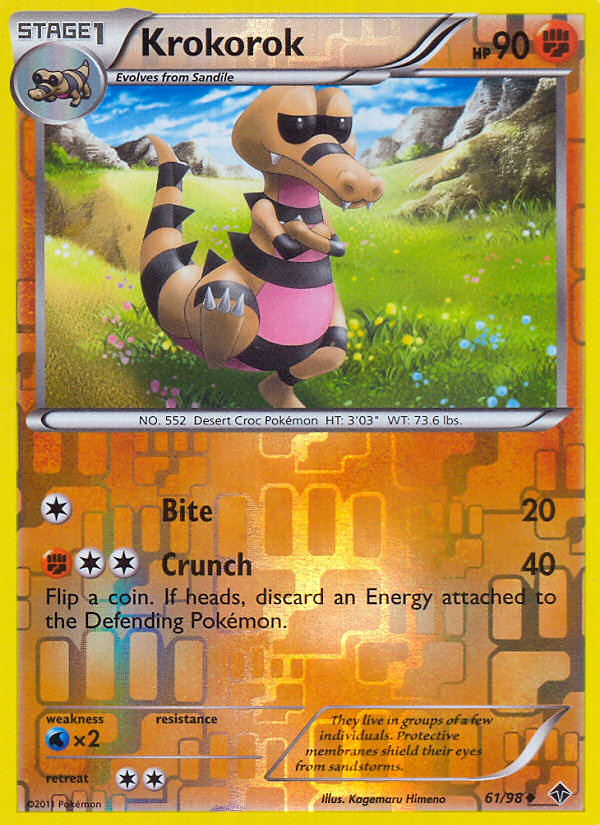 STAGE1
Krokorok
HP 90
Evolves from Sandile
NO. 552 Desert Croc Pokémon HT: 3'03" WT: 73.6 lbs.
Bite 20
Crunch 40
Flip a coin. If heads, discard an Energy attached to
the Defending Pokémon.
weakness resistance
×2
retreat
They live in groups of a few
individuals. Protective
membranes shield their eyes
from sandstorms.
©2011 Pokémon
Illus. Kagemaru Himeno 61/98